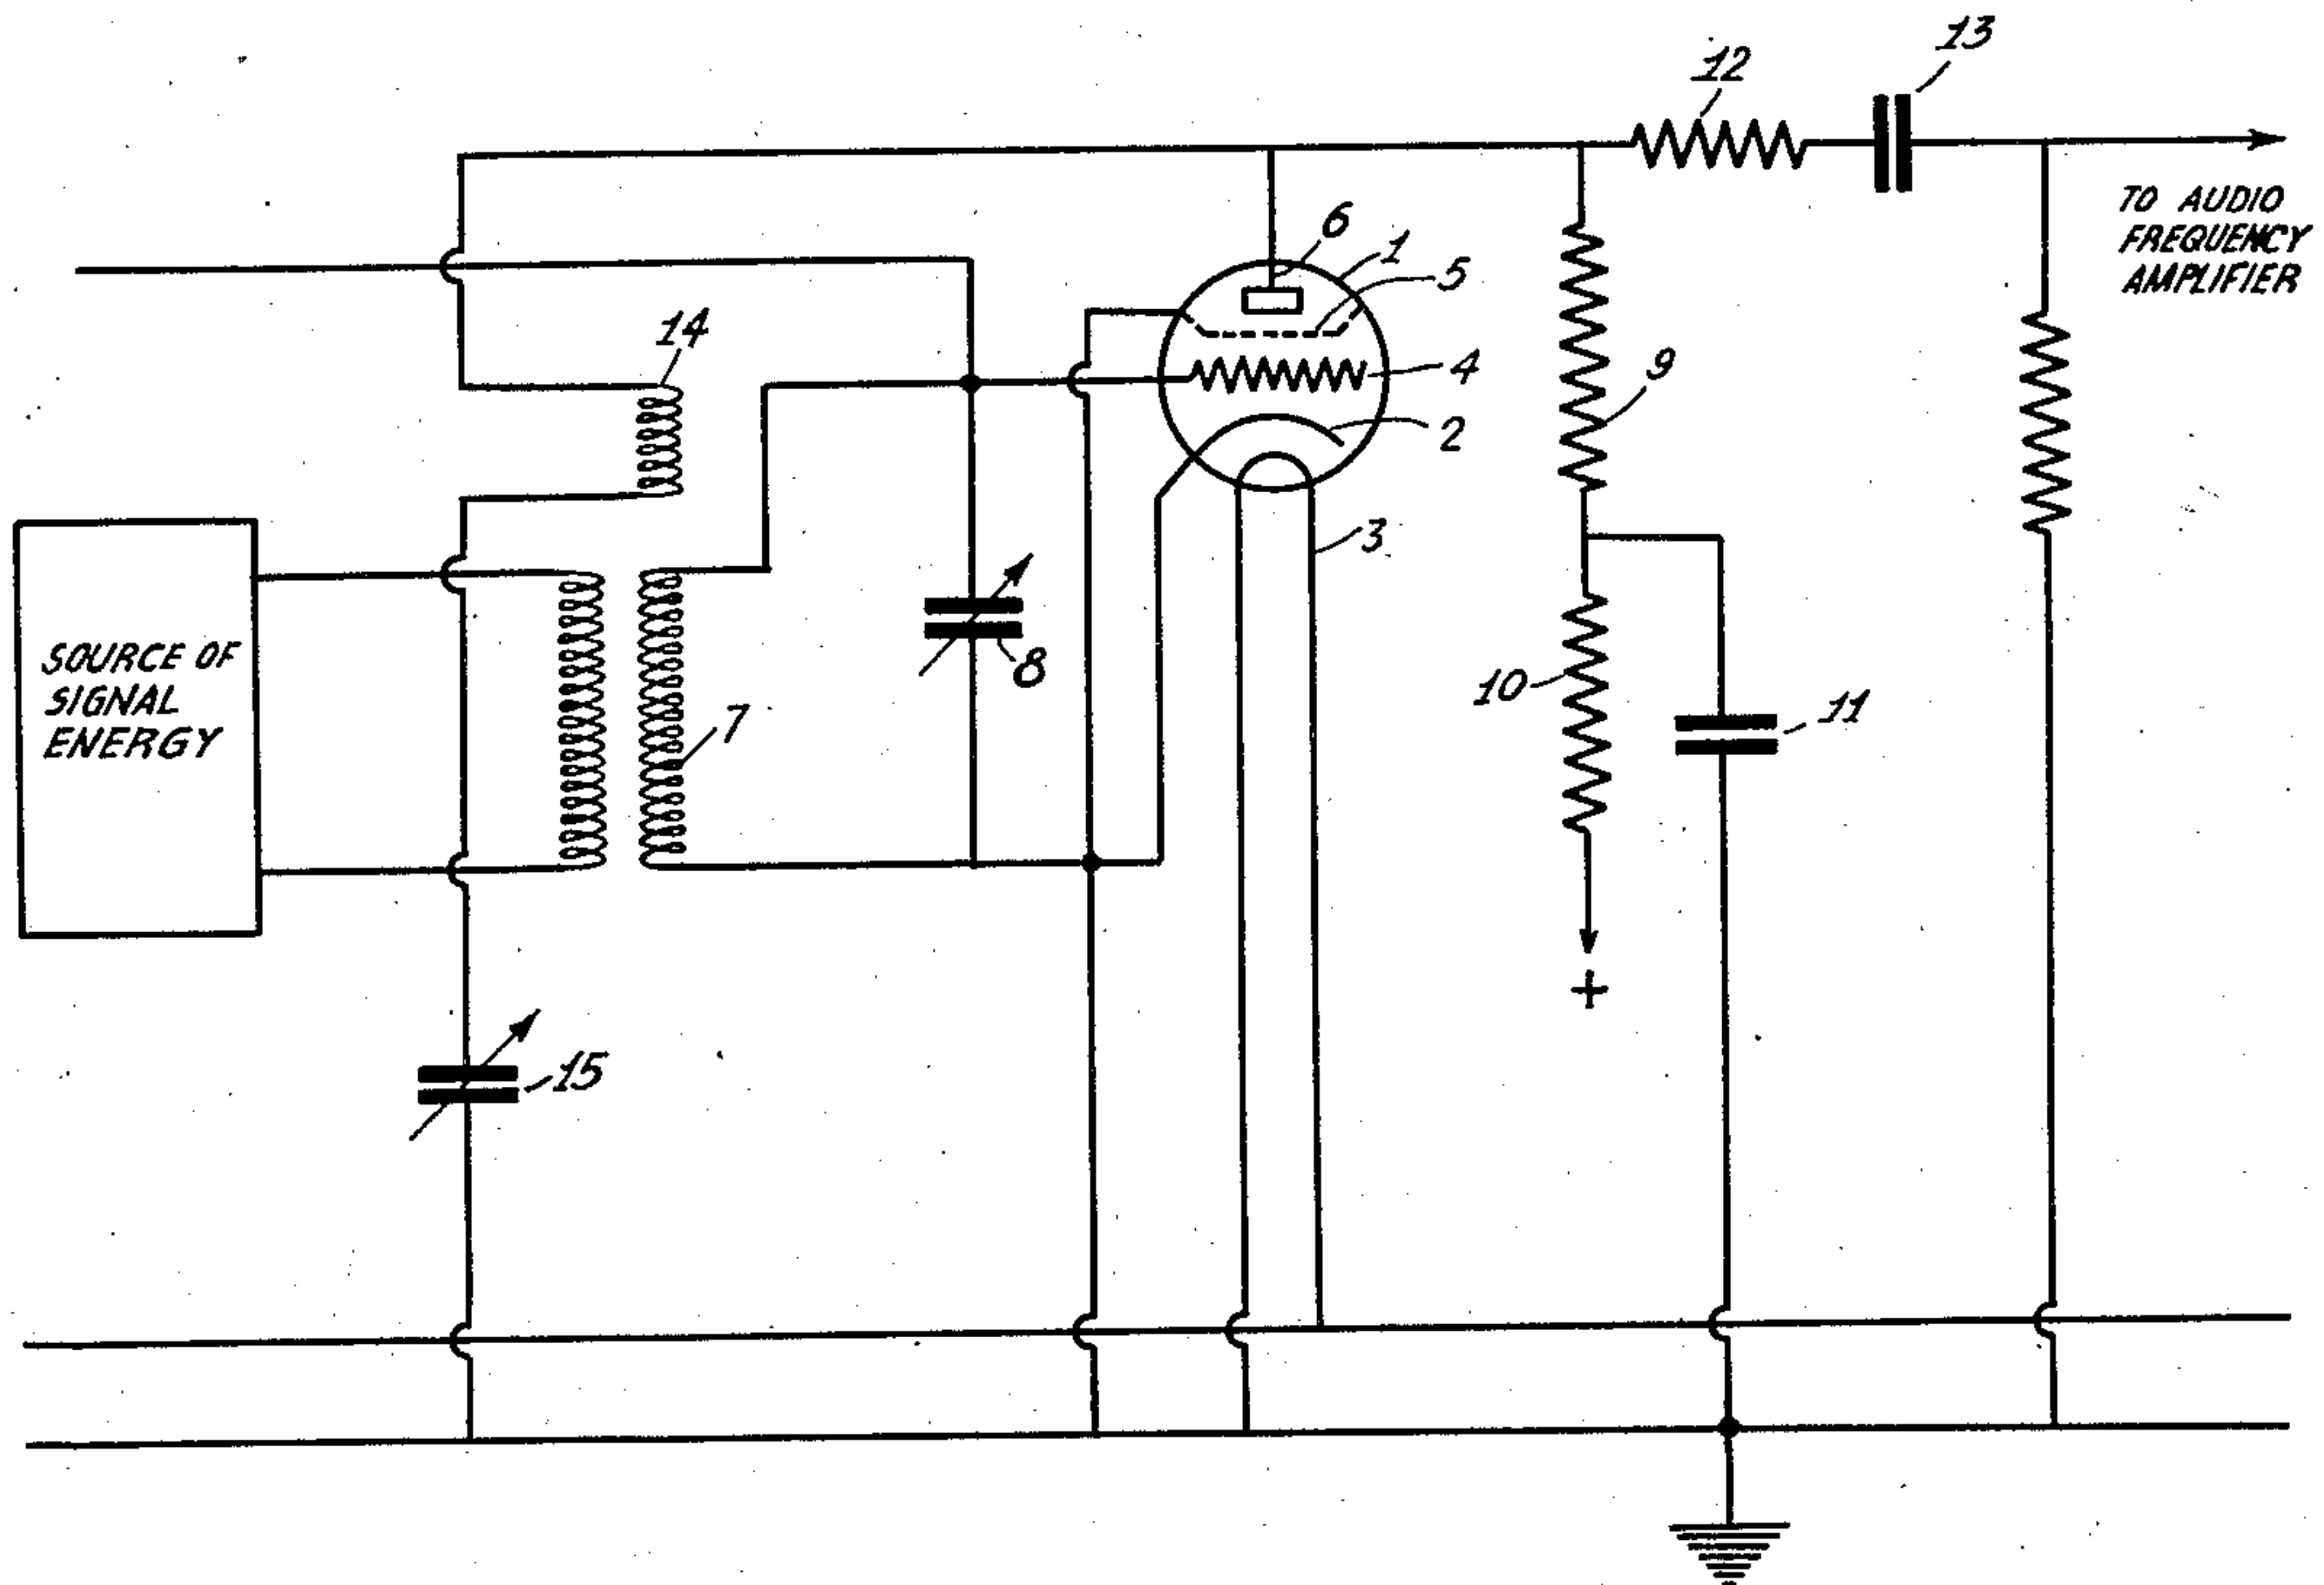 13
12
TO AUDIO
FREQUENCY
AMPLIFIER
6
1
5
14
4
9
2
3
SOURCE OF
SIGNAL
ENERGY
8
10
7
11
+
15